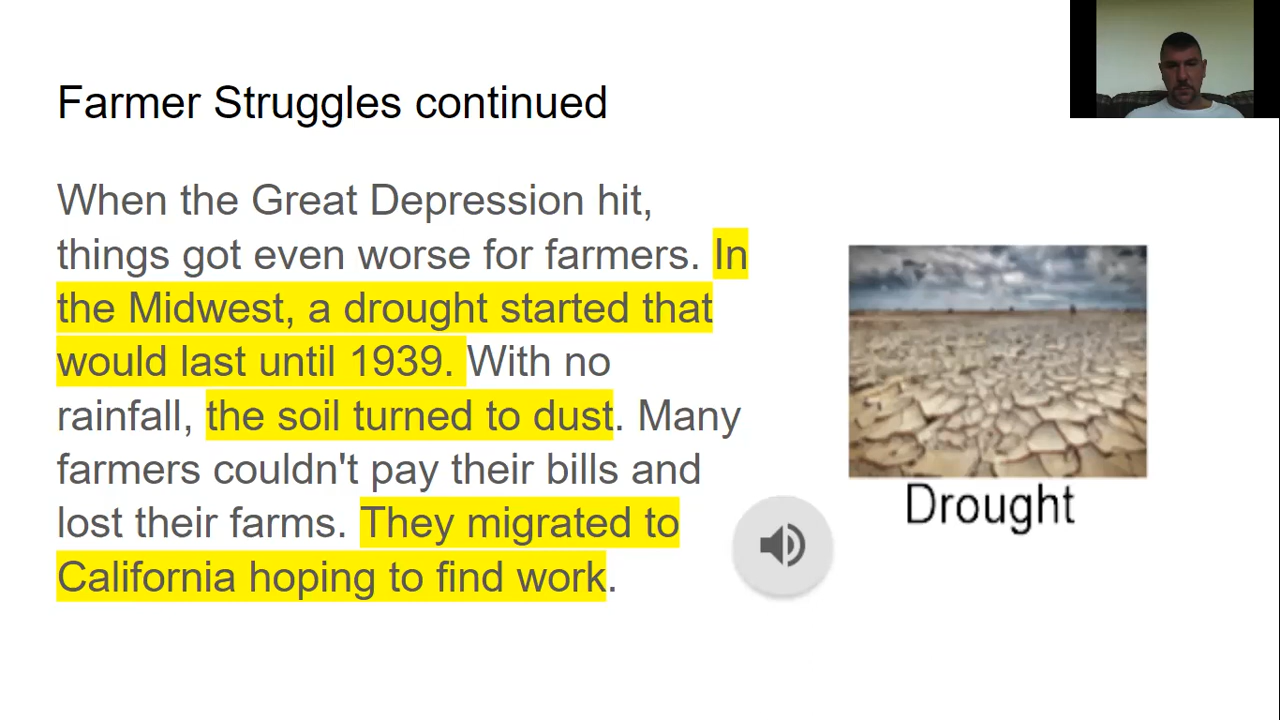 Farmer Struggles continued
When the Great Depression hit,
things got even worse for farmers. In
the Midwest, a drought started that
would last until 1939. With no
rainfall, the soil turned to dust. Many
farmers couldn't pay their bills and
lost their farms. They migrated to
California hoping to find work.
Drought